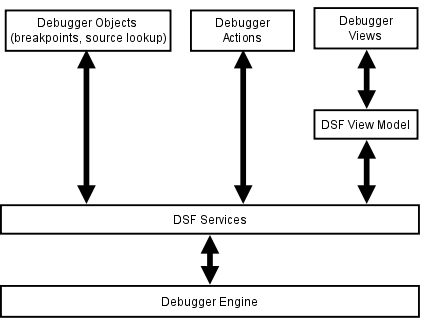 Debugger Objects
(breakpoints, source lookup)
Debugger
Actions
Debugger
Views
DSF View Model
DSF Services
Debugger Engine